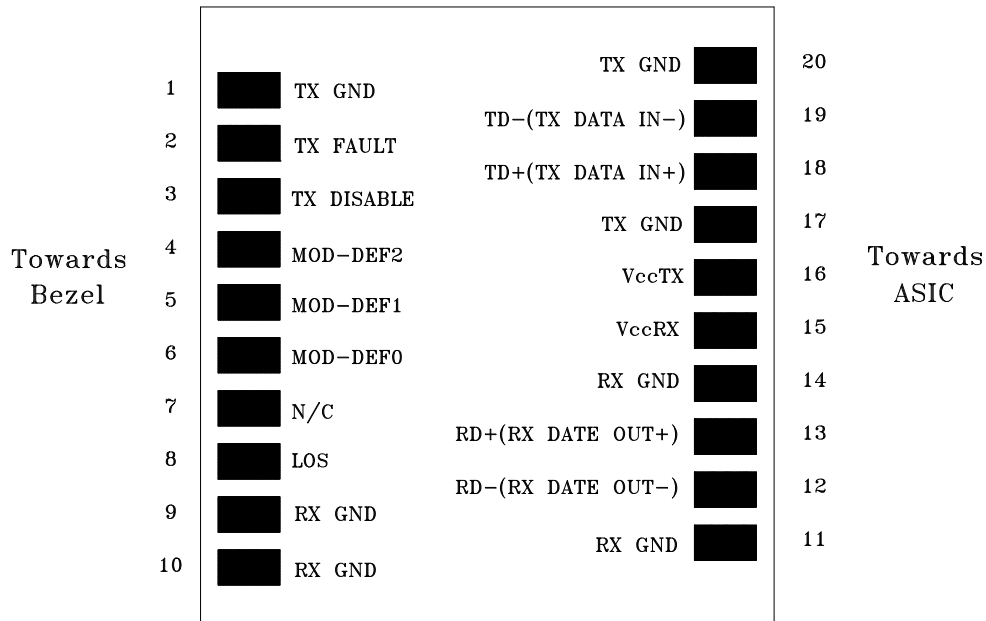 Towards
Bezel
1 TX GND
2 TX FAULT
3 TX DISABLE
4 MOD-DEF2
5 MOD-DEF1
6 MOD-DEF0
7 N/C
8 LOS
9 RX GND
10 RX GND
TX GND 20
TD-(TX DATA IN-) 19
TD+(TX DATA IN+) 18
TX GND 17
VccTX 16
VccRX 15
RX GND 14
RD+(RX DATE OUT+) 13
RD-(RX DATE OUT-) 12
RX GND 11
Towards
ASIC